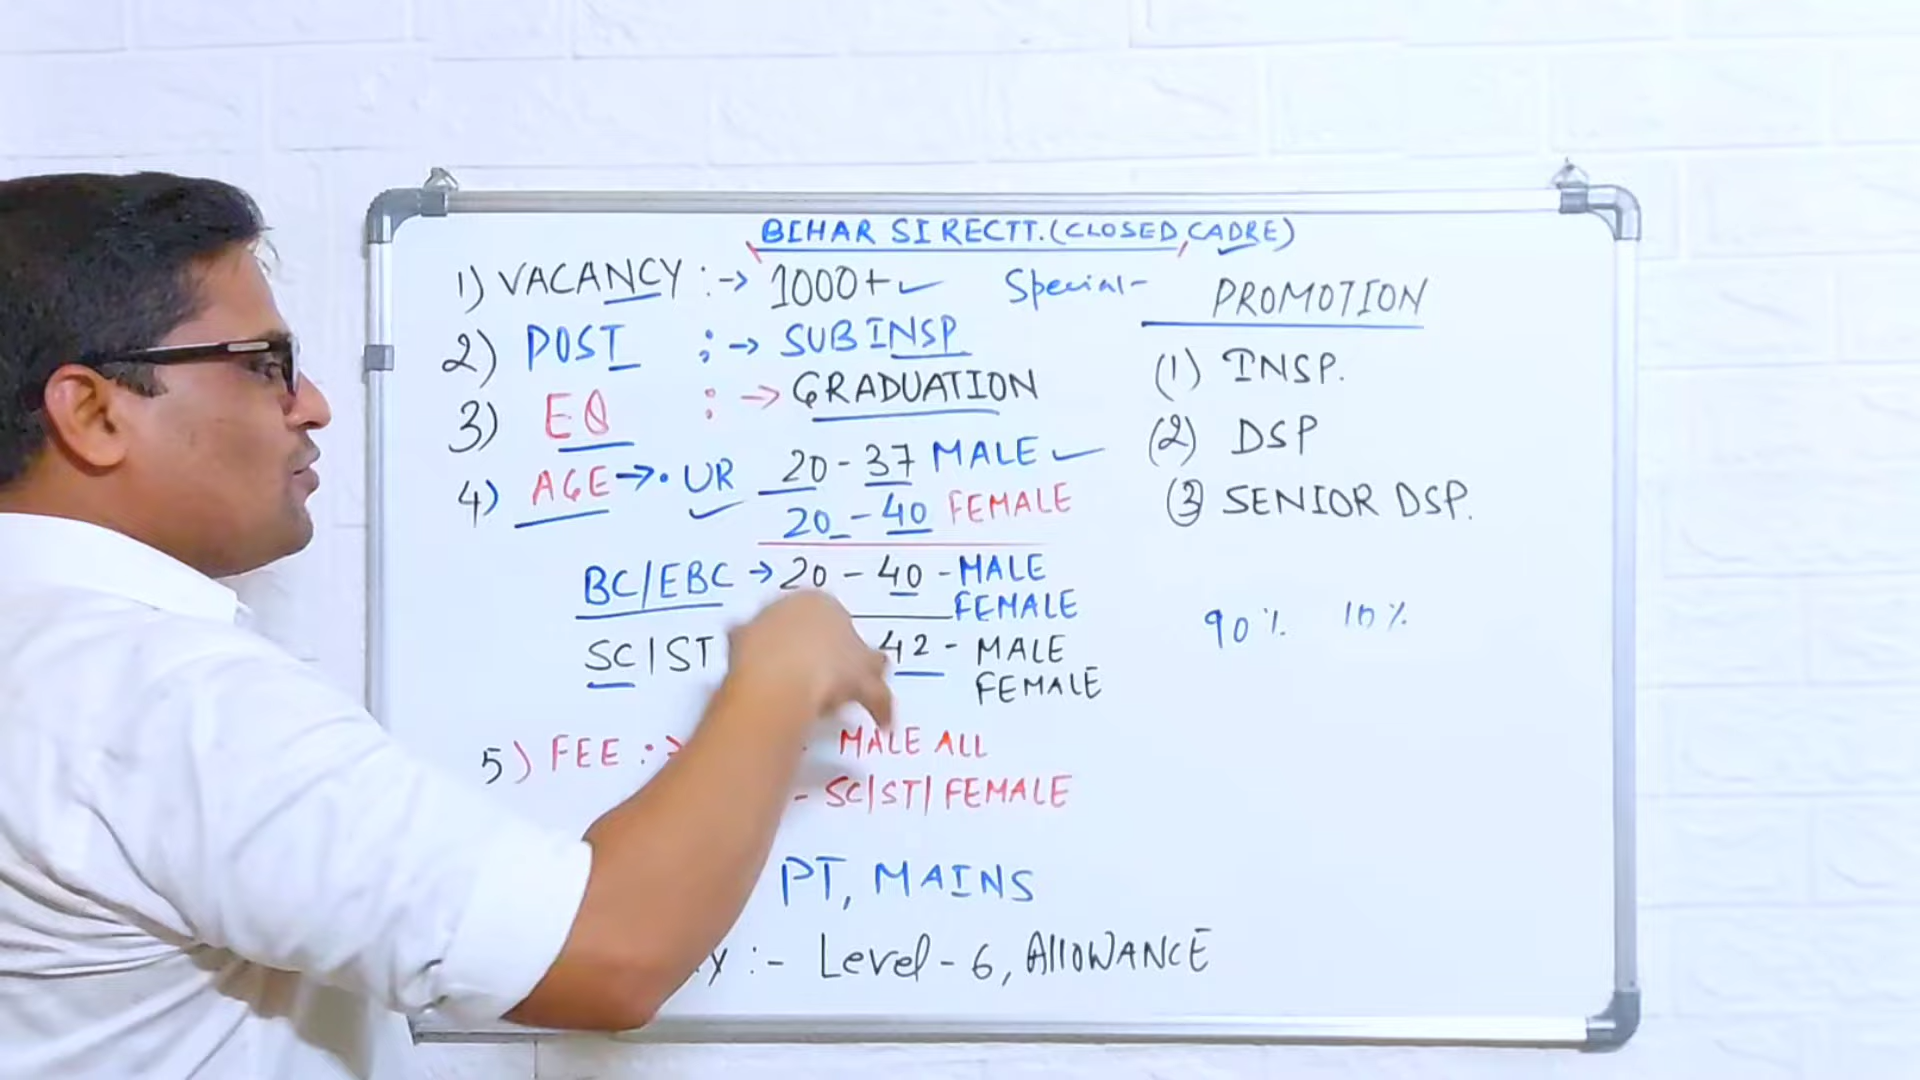 BIHAR SI RECTT. (CLOSED, CADRE)
1) VACANCY :-> 1000+ ✓ Special-
2) POST :-> SUB INSP
3) EQ :-> GRADUATION
4) AGE ->• UR 20 - 37 MALE ✓
20 - 40 FEMALE
BC/EBC -> 20 - 40 - MALE
FEMALE
SC|ST 42 - MALE
FEMALE
5) FEE :-> MALE ALL
- SC|ST| FEMALE
PT, MAINS
y :- Level - 6, AllOWANCE
PROMOTION
(1) INSP.
(2) DSP
(3) SENIOR DSP.
90% 10%